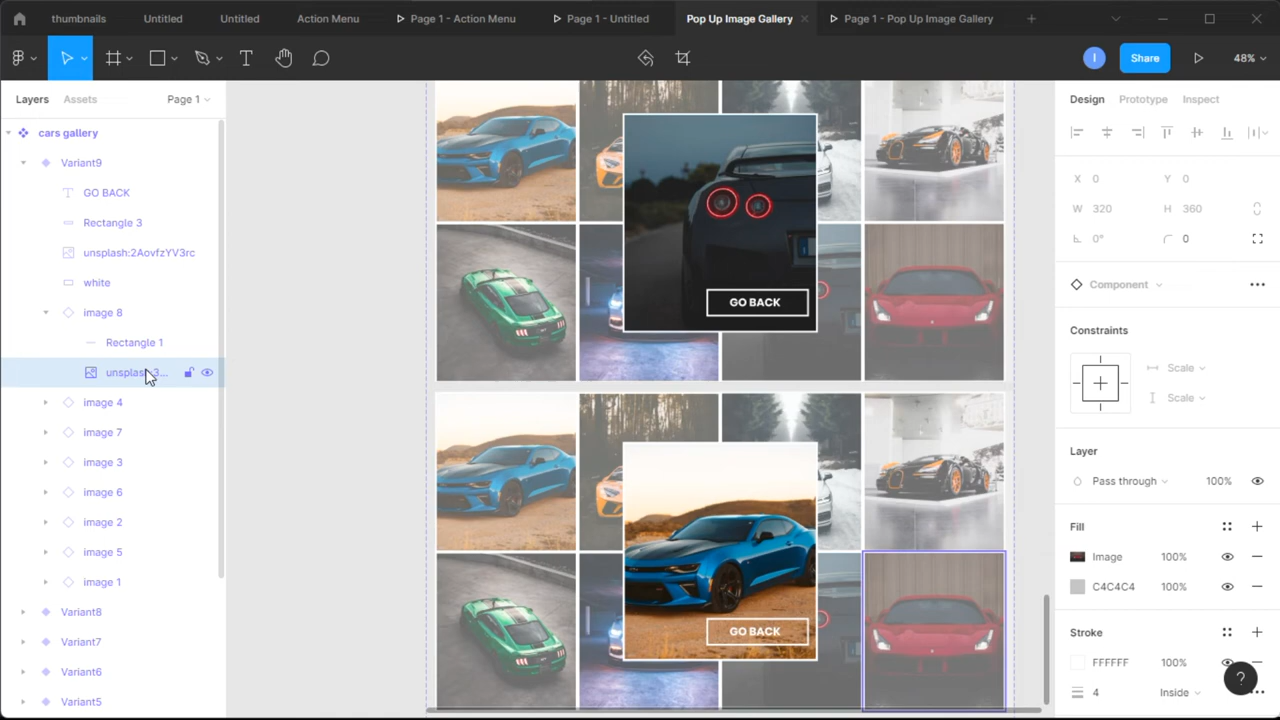 thumbnails
Untitled
Untitled
Action Menu
Page 1 - Action Menu
Page 1 - Untitled
Pop Up Image Gallery
Page 1 - Pop Up Image Gallery
I
Share
48%
Layers
Assets
Page 1
cars gallery
Variant9
GO BACK
Rectangle 3
unsplash:2AovfzYV3rc
white
image 8
Rectangle 1
image 4
image 7
image 3
image 6
image 2
image 5
image 1
Variant8
Variant7
Variant6
Variant5
GO BACK
GO BACK
Design
Prototype
Inspect
X 0
Y 0
W 320
H 360
0°
0
Component
Constraints
Scale
Scale
Layer
Pass through
100%
Fill
Image
100%
C4C4C4
100%
Stroke
FFFFFF
100%
4
Inside
?